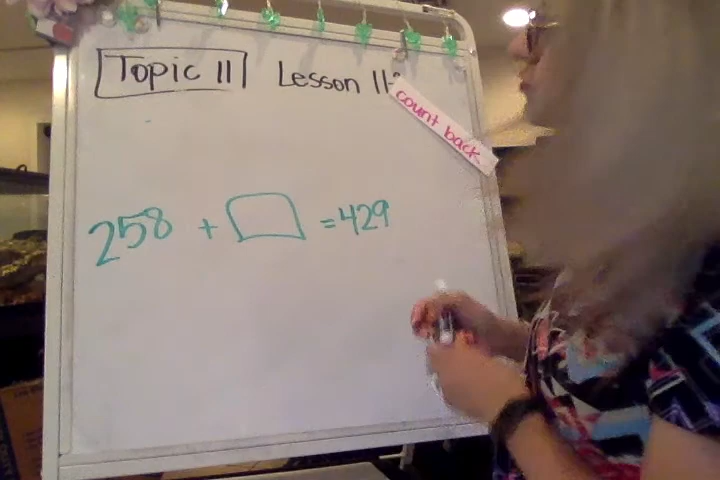 Topic 11 Lesson 11-
count back
258 + □ = 429